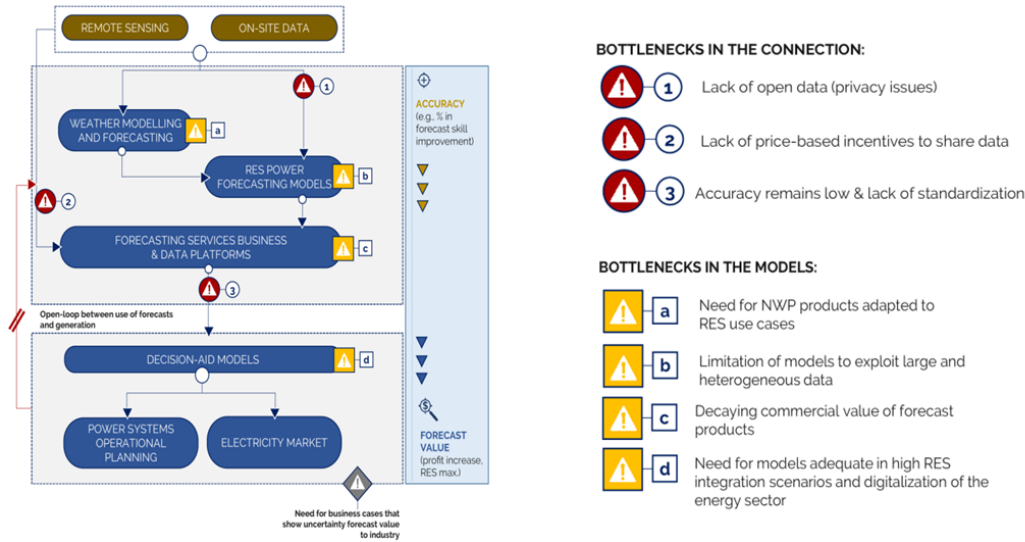 REMOTE SENSING
ON-SITE DATA
1
WEATHER MODELLING
AND FORECASTING
a
RES POWER
FORECASTING MODELS
b
2
FORECASTING SERVICES BUSINESS
& DATA PLATFORMS
c
3
Open-loop between use of forecasts
and generation
DECISION-AID MODELS
d
POWER SYSTEMS
OPERATIONAL
PLANNING
ELECTRICITY MARKET
Need for business cases that
show uncertainty forecast value
to industry
ACCURACY
(e.g., % in
forecast skill
improvement)
$
FORECAST
VALUE
(profit increase,
RES max.)
BOTTLENECKS IN THE CONNECTION:
1 Lack of open data (privacy issues)
2 Lack of price-based incentives to share data
3 Accuracy remains low & lack of standardization
BOTTLENECKS IN THE MODELS:
a Need for NWP products adapted to
RES use cases
b Limitation of models to exploit large and
heterogeneous data
c Decaying commercial value of forecast
products
d Need for models adequate in high RES
integration scenarios and digitalization of the
energy sector